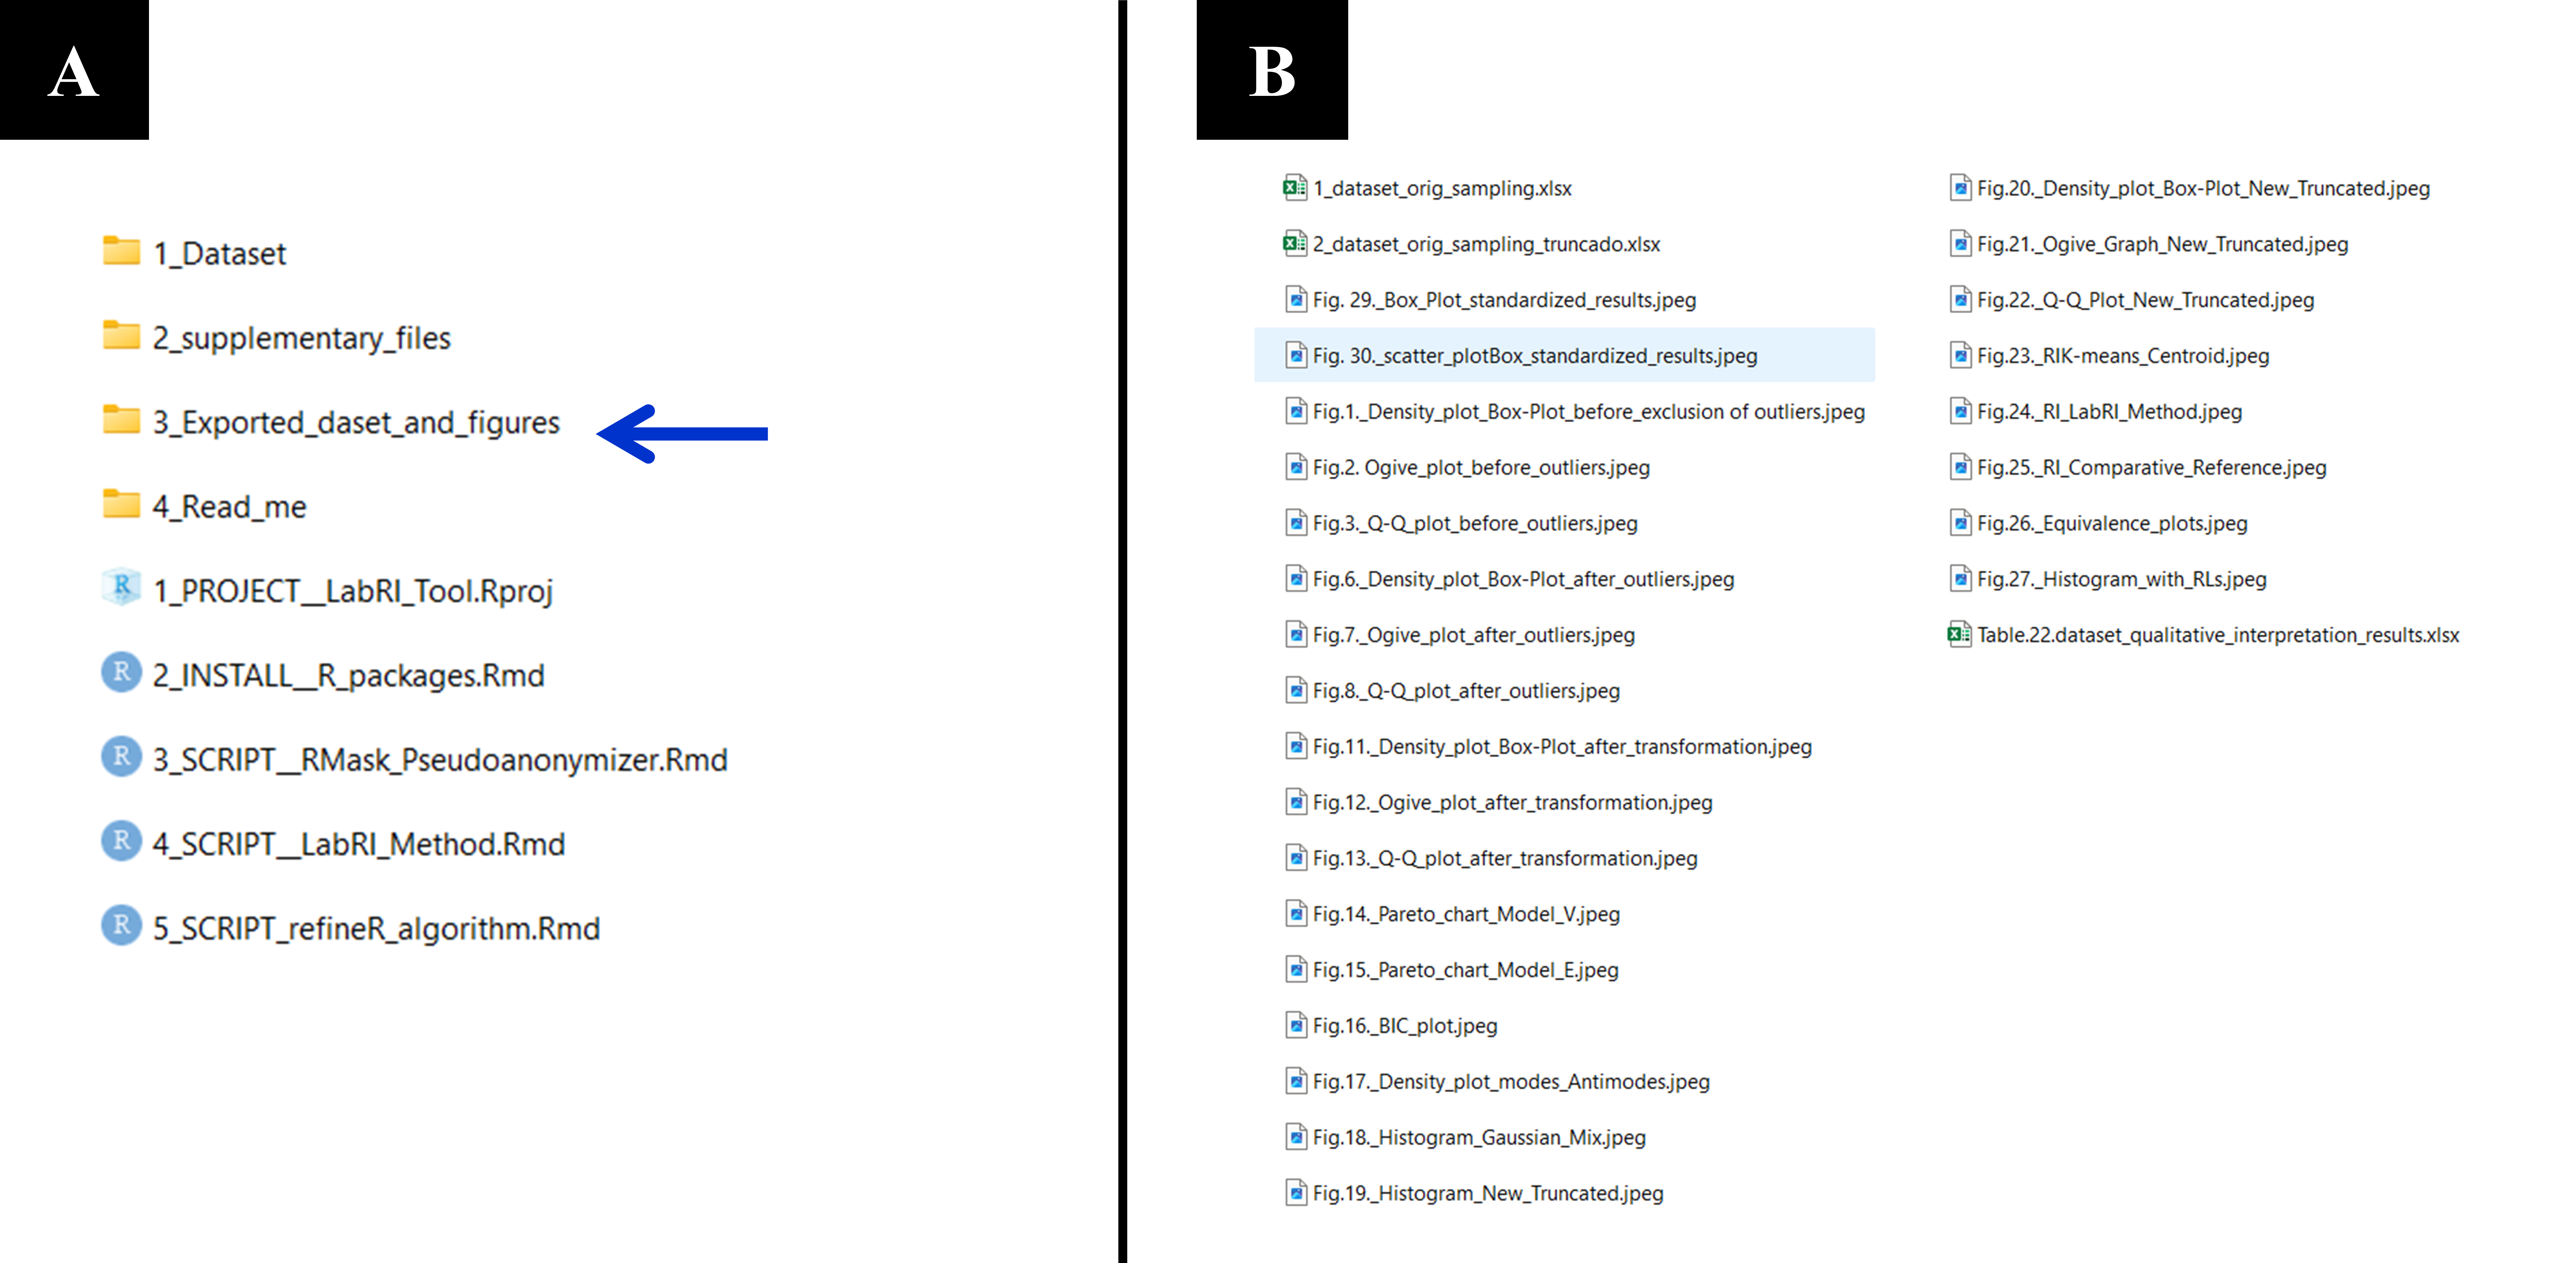 A
1_Dataset
2_supplementary_files
3_Exported_daset_and_figures
4_Read_me
1_PROJECT__LabRI_Tool.Rproj
2_INSTALL__R_packages.Rmd
3_SCRIPT__RMask_Pseudoanonymizer.Rmd
4_SCRIPT__LabRI_Method.Rmd
5_SCRIPT_refineR_algorithm.Rmd
B
1_dataset_orig_sampling.xlsx
2_dataset_orig_sampling_truncado.xlsx
Fig. 29._Box_Plot_standardized_results.jpeg
Fig. 30._scatter_plotBox_standardized_results.jpeg
Fig.1._Density_plot_Box-Plot_before_exclusion of outliers.jpeg
Fig.2. Ogive_plot_before_outliers.jpeg
Fig.3._Q-Q_plot_before_outliers.jpeg
Fig.6._Density_plot_Box-Plot_after_outliers.jpeg
Fig.7._Ogive_plot_after_outliers.jpeg
Fig.8._Q-Q_plot_after_outliers.jpeg
Fig.11._Density_plot_Box-Plot_after_transformation.jpeg
Fig.12._Ogive_plot_after_transformation.jpeg
Fig.13._Q-Q_plot_after_transformation.jpeg
Fig.14._Pareto_chart_Model_V.jpeg
Fig.15._Pareto_chart_Model_E.jpeg
Fig.16._BIC_plot.jpeg
Fig.17._Density_plot_modes_Antimodes.jpeg
Fig.18._Histogram_Gaussian_Mix.jpeg
Fig.19._Histogram_New_Truncated.jpeg
Fig.20._Density_plot_Box-Plot_New_Truncated.jpeg
Fig.21._Ogive_Graph_New_Truncated.jpeg
Fig.22._Q-Q_Plot_New_Truncated.jpeg
Fig.23._RIK-means_Centroid.jpeg
Fig.24._RI_LabRI_Method.jpeg
Fig.25._RI_Comparative_Reference.jpeg
Fig.26._Equivalence_plots.jpeg
Fig.27._Histogram_with_RLs.jpeg
Table.22.dataset_qualitative_interpretation_results.xlsx